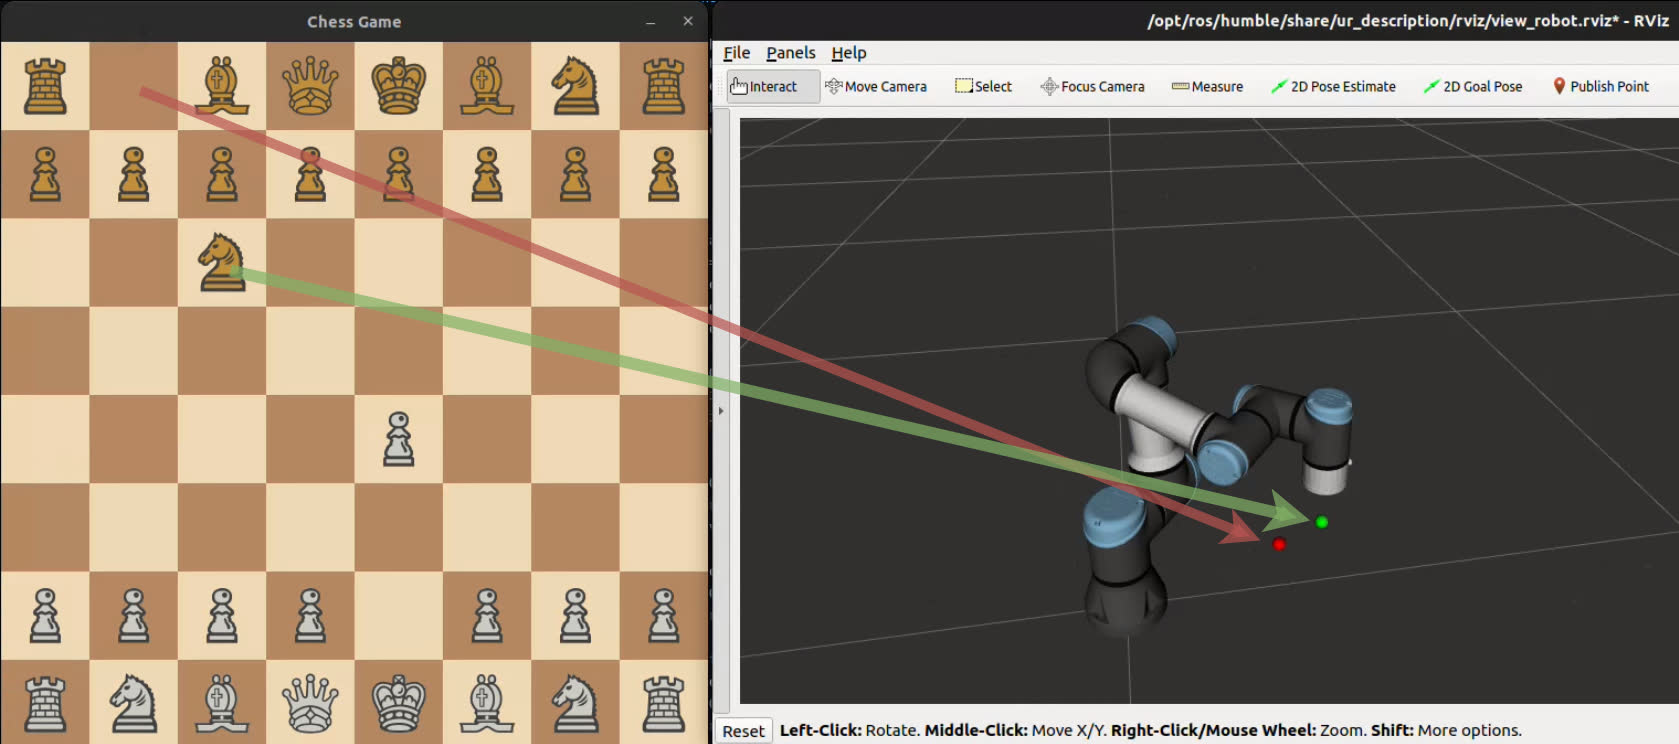 Chess Game
/opt/ros/humble/share/ur_description/rviz/view_robot.rviz* - RViz
File Panels Help
Interact Move Camera Select Focus Camera Measure 2D Pose Estimate 2D Goal Pose Publish Point
Reset Left-Click: Rotate. Middle-Click: Move X/Y. Right-Click/Mouse Wheel: Zoom. Shift: More options.